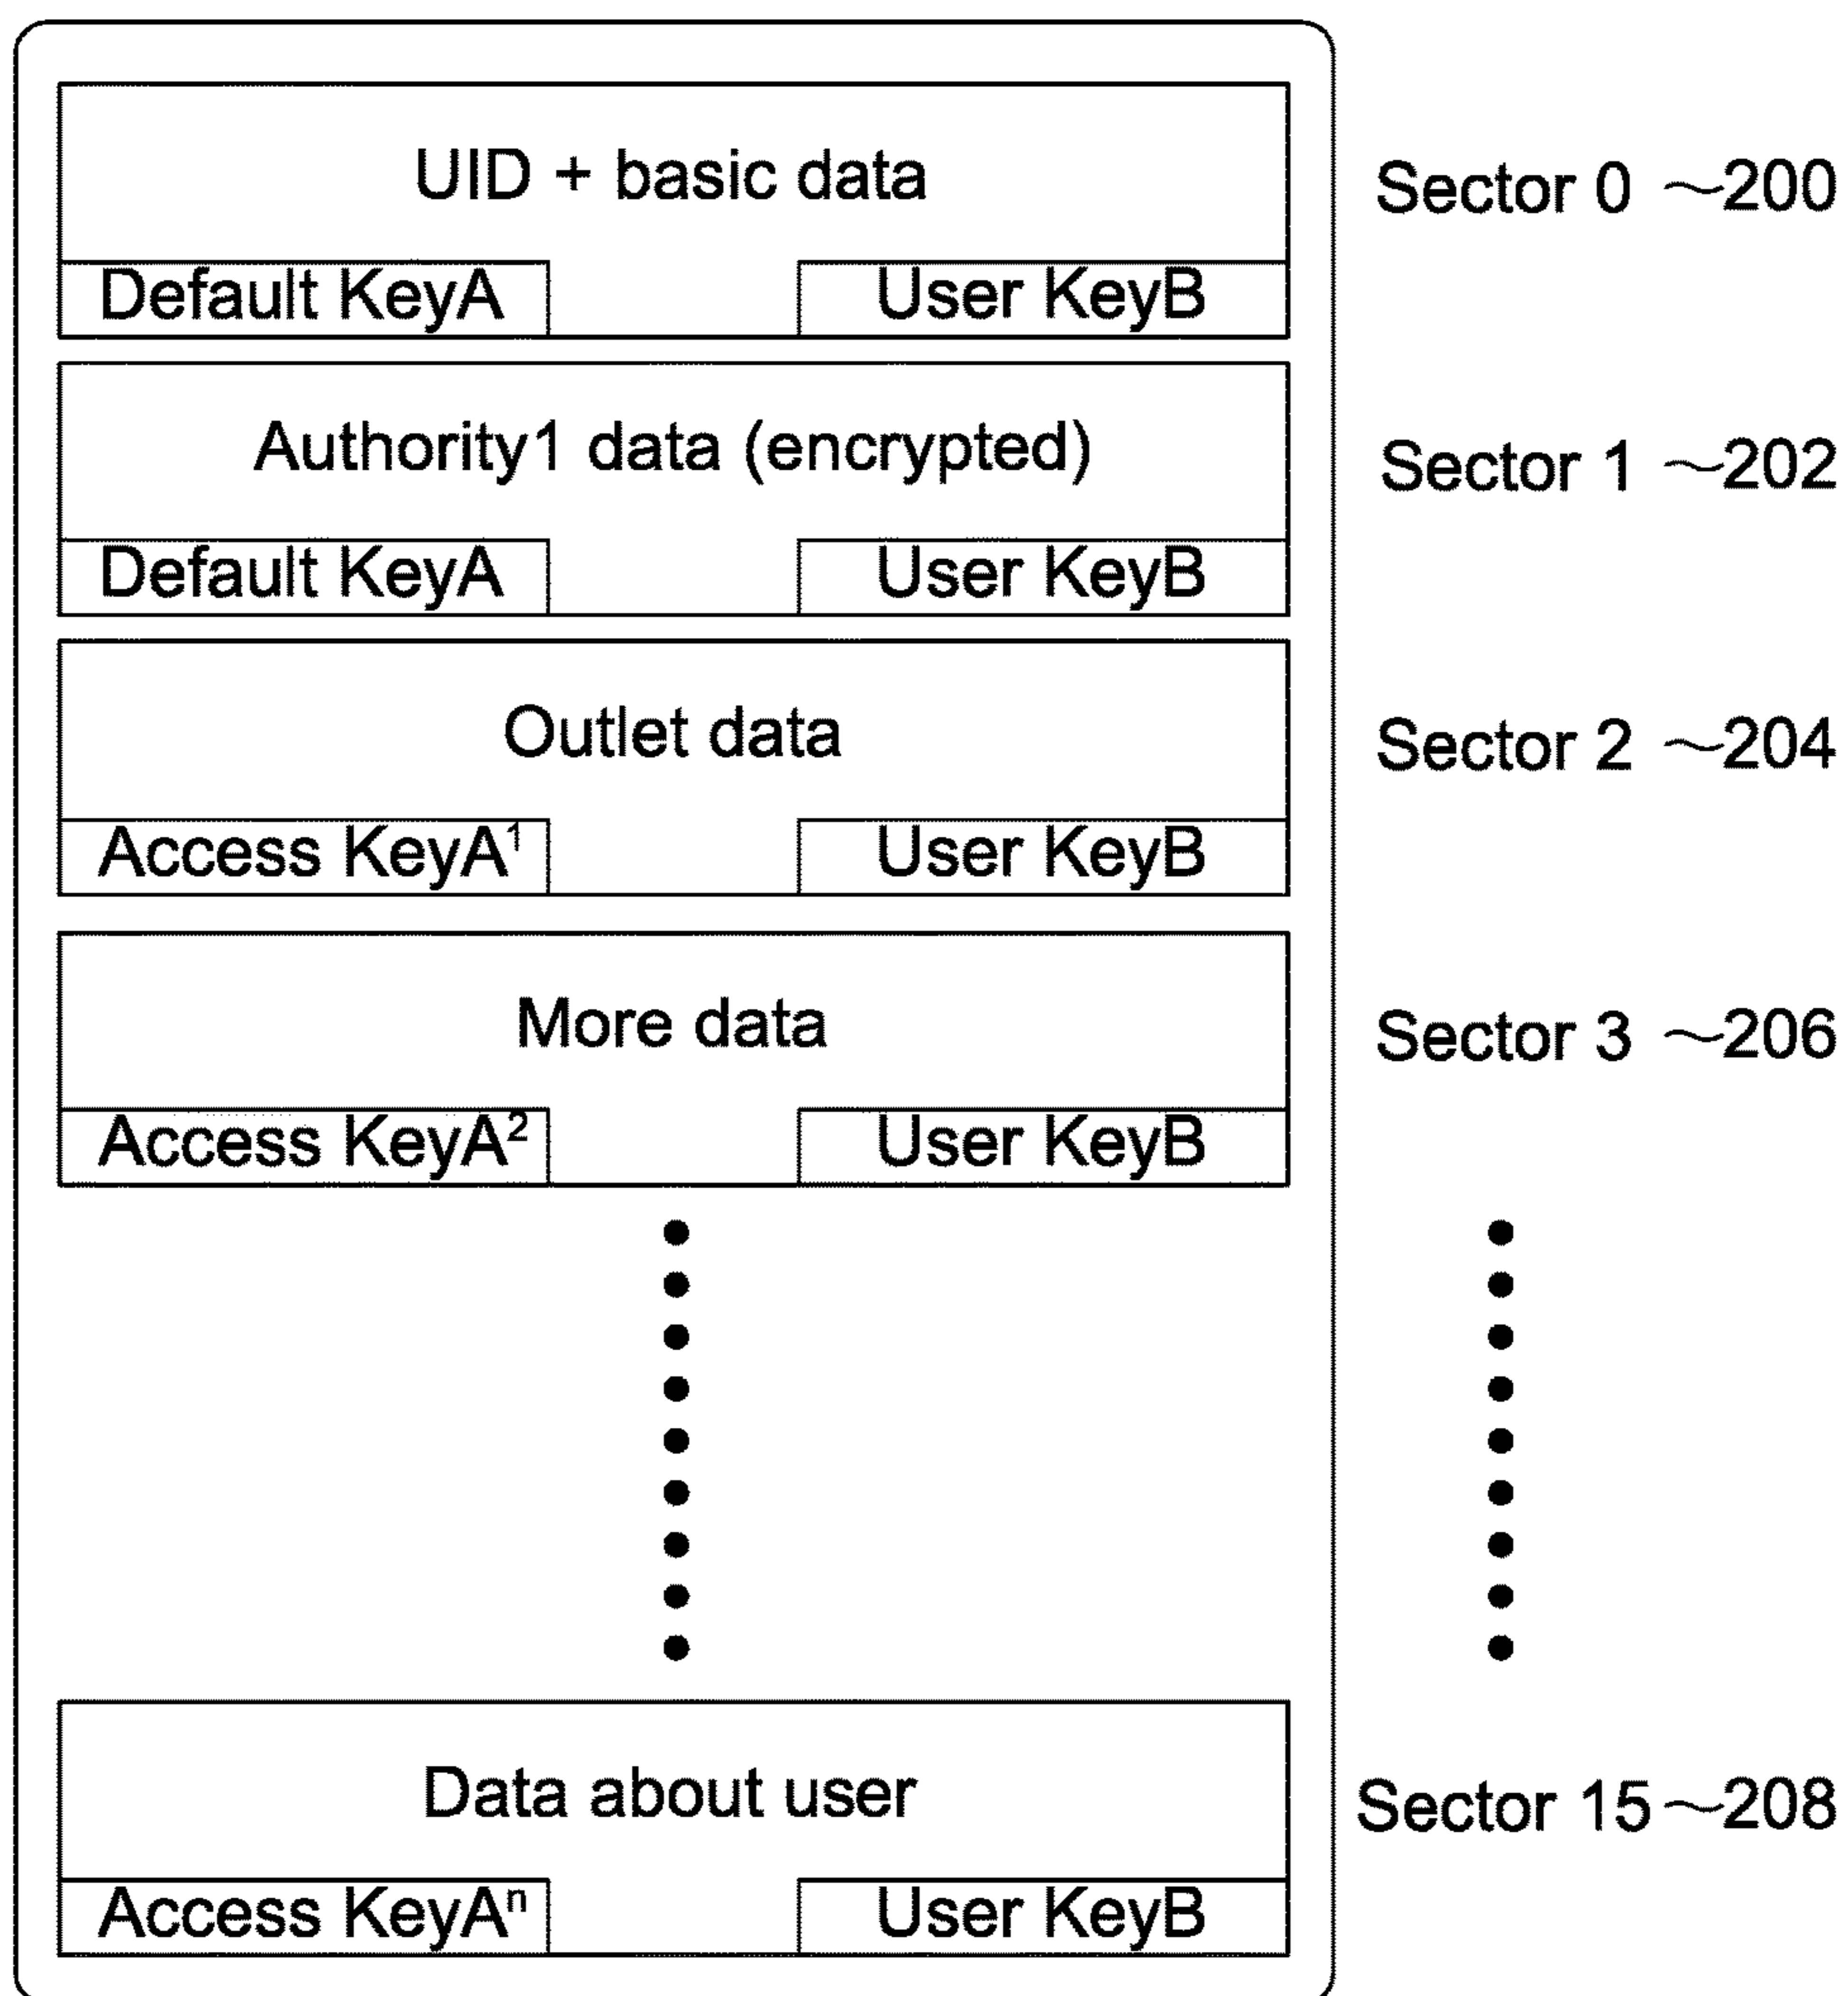 UID + basic data
Sector 0 ~200
Default KeyA
User KeyB
Authority1 data (encrypted)
Sector 1 ~202
Default KeyA
User KeyB
Outlet data
Sector 2 ~204
Access KeyA¹
User KeyB
More data
Sector 3 ~206
Access KeyA²
User KeyB
Data about user
Sector 15 ~208
Access KeyAⁿ
User KeyB